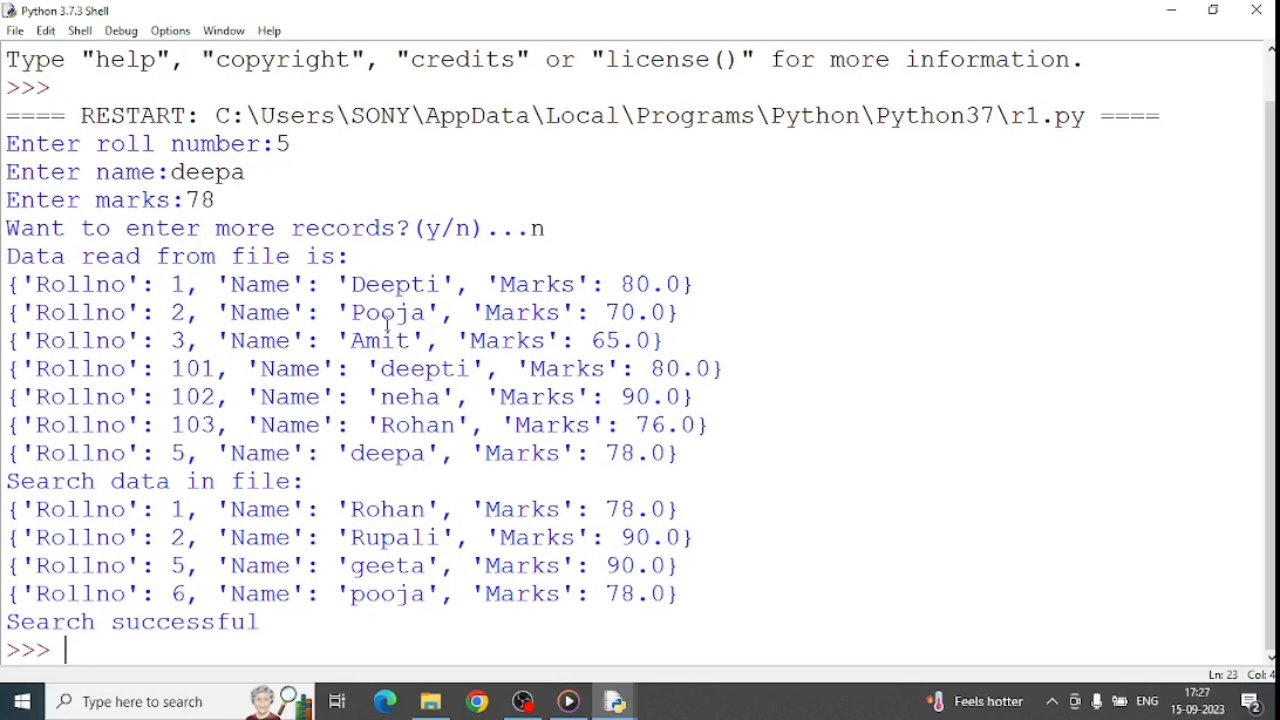 Python 3.7.3 Shell
File Edit Shell Debug Options Window Help
Type "help", "copyright", "credits" or "license()" for more information.
>>>
==== RESTART: C:\Users\SONY\AppData\Local\Programs\Python\Python37\r1.py ====
Enter roll number:5
Enter name:deepa
Enter marks:78
Want to enter more records?(y/n)...n
Data read from file is:
{'Rollno': 1, 'Name': 'Deepti', 'Marks': 80.0}
{'Rollno': 2, 'Name': 'Pooja', 'Marks': 70.0}
{'Rollno': 3, 'Name': 'Amit', 'Marks': 65.0}
{'Rollno': 101, 'Name': 'deepti', 'Marks': 80.0}
{'Rollno': 102, 'Name': 'neha', 'Marks': 90.0}
{'Rollno': 103, 'Name': 'Rohan', 'Marks': 76.0}
{'Rollno': 5, 'Name': 'deepa', 'Marks': 78.0}
Search data in file:
{'Rollno': 1, 'Name': 'Rohan', 'Marks': 78.0}
{'Rollno': 2, 'Name': 'Rupali', 'Marks': 90.0}
{'Rollno': 5, 'Name': 'geeta', 'Marks': 90.0}
{'Rollno': 6, 'Name': 'pooja', 'Marks': 78.0}
Search successful
>>>
Ln: 23 Col: 4
Type here to search
Feels hotter
ENG
17:27
15-09-2023
2